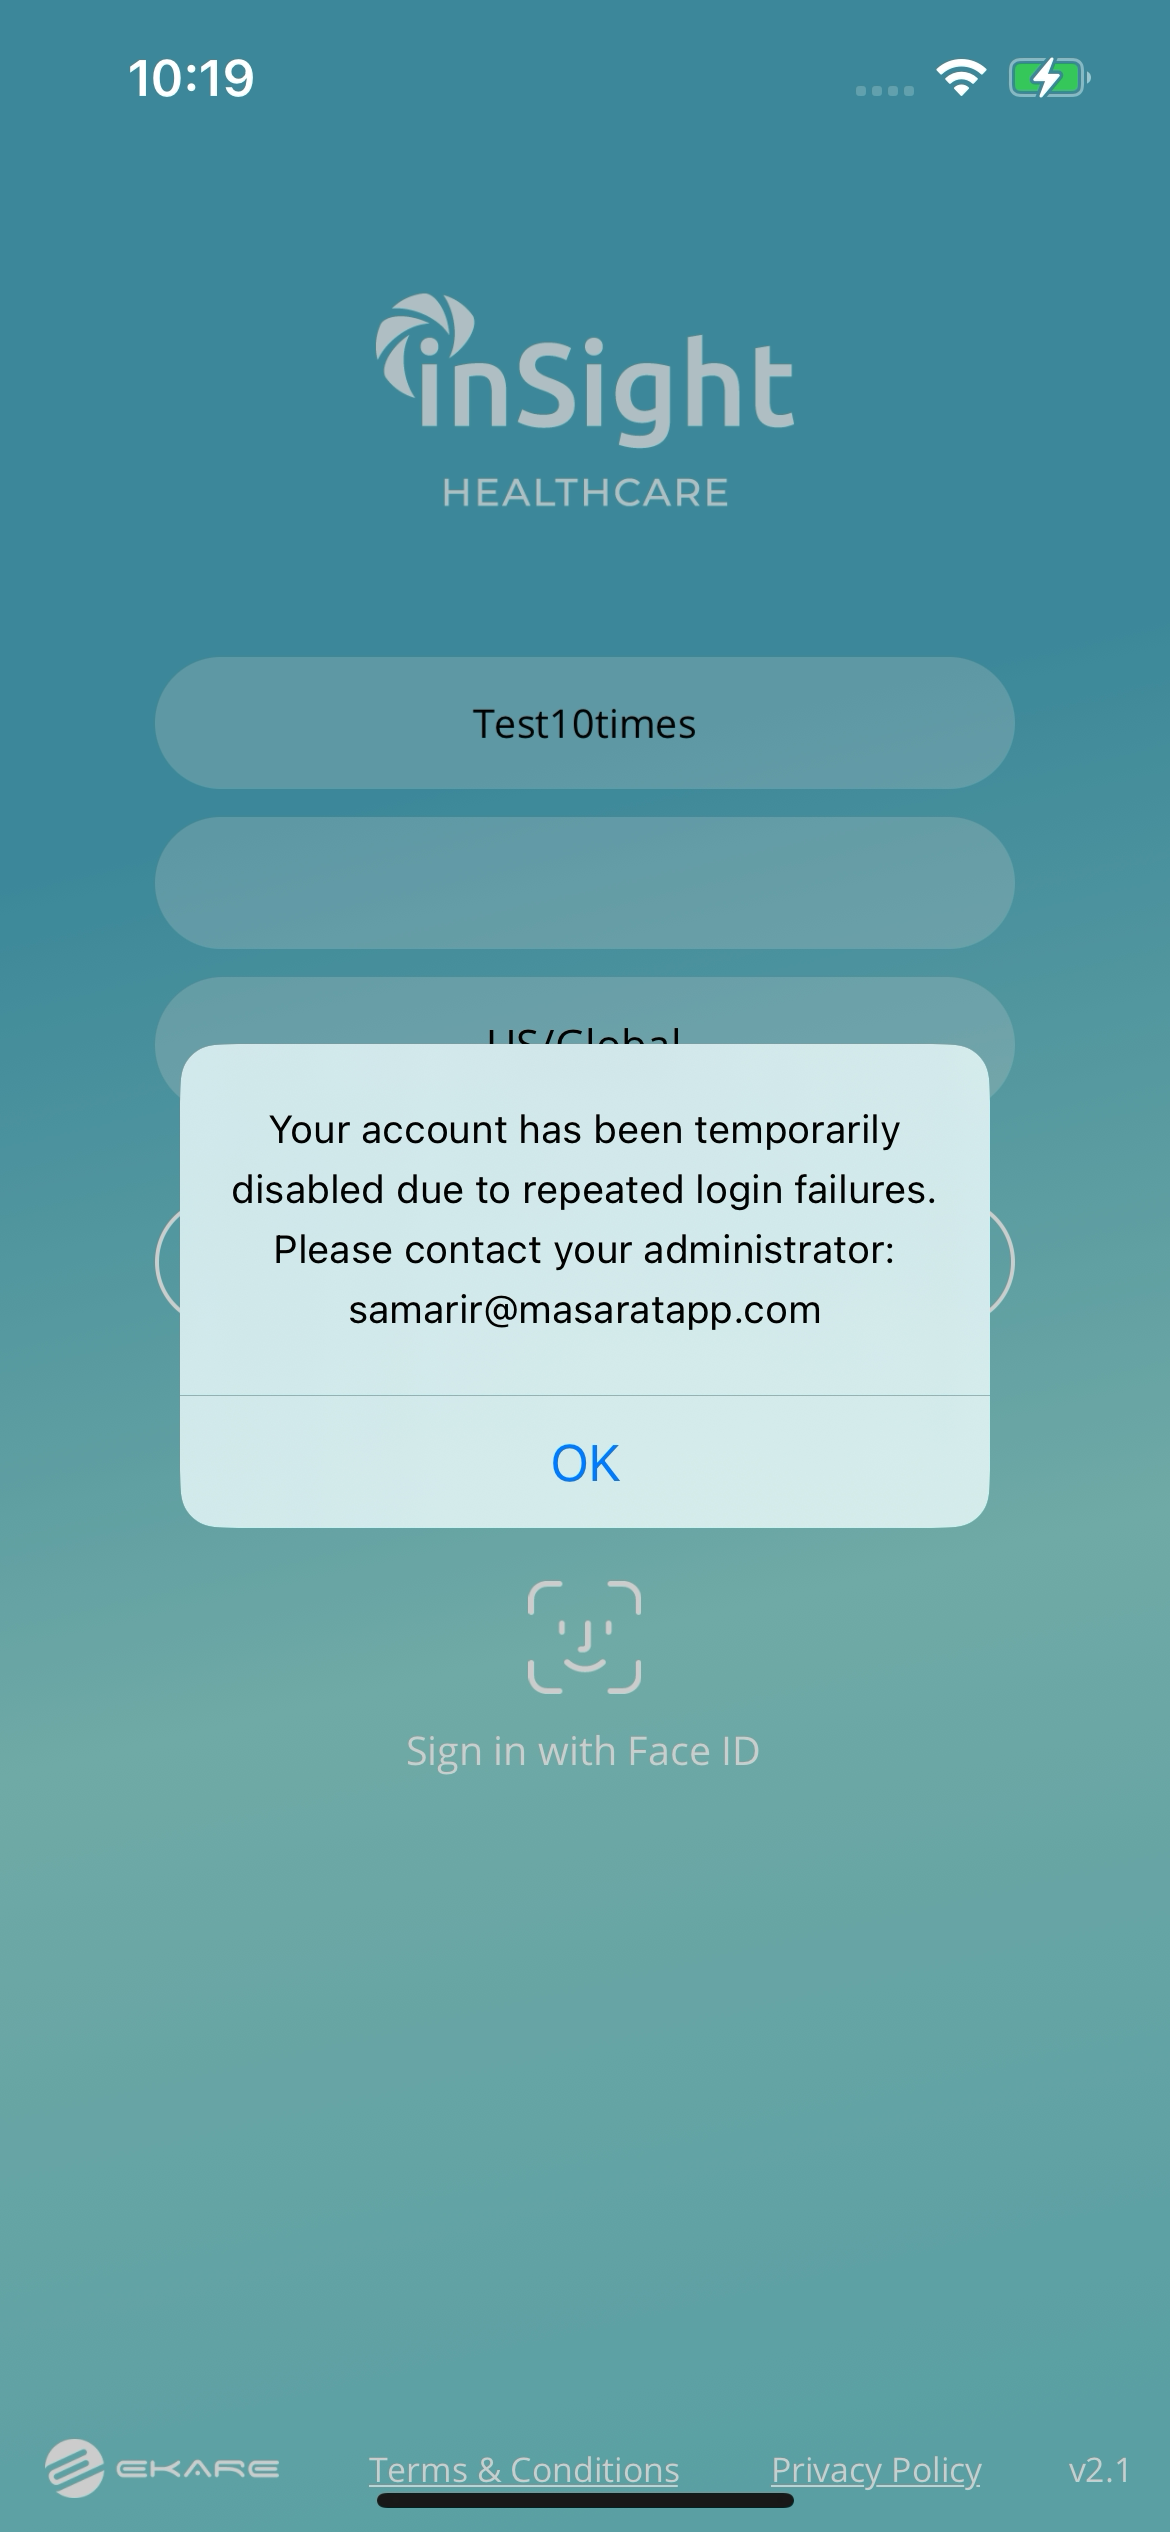 10:19
inSight
HEALTHCARE
Test10times
US/Global
Your account has been temporarily
disabled due to repeated login failures.
Please contact your administrator:
samarir@masaratapp.com
OK
Sign in with Face ID
EKARE
Terms & Conditions
Privacy Policy
v2.1